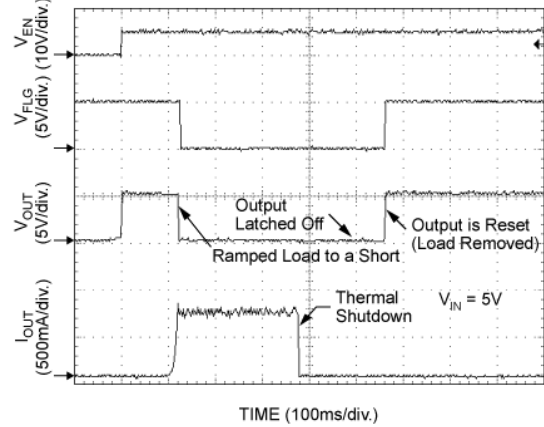 V_EN
(10V/div.)
V_FLG
(5V/div.)
V_OUT
(5V/div.)
Output
Latched Off
Output is Reset
(Load Removed)
Ramped Load to a Short
I_OUT
(500mA/div.)
Thermal
Shutdown
V_IN = 5V
TIME (100ms/div.)